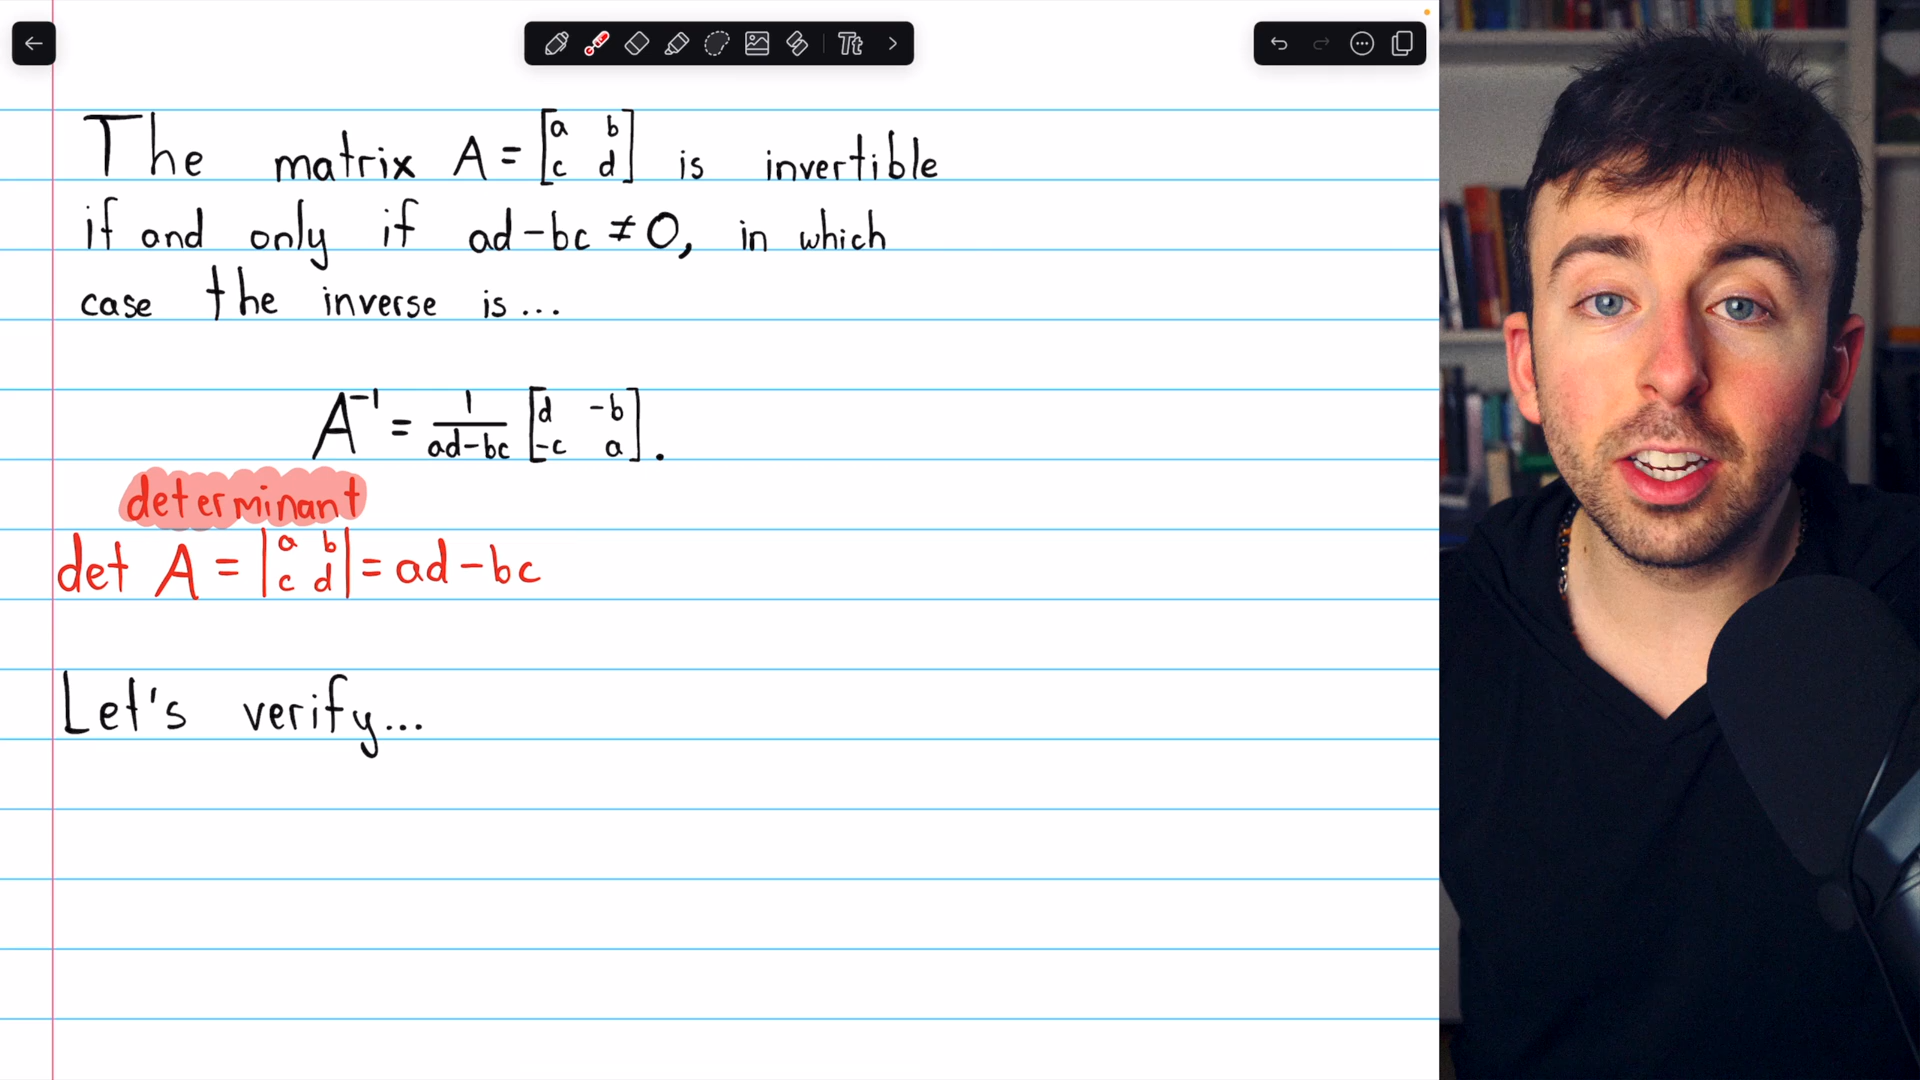 Tt
The matrix A = [a b
c d] is invertible
if and only if ad-bc ≠ 0, in which
case the inverse is...
A⁻¹ = 1/(ad-bc) [d -b
-c a].
determinant
det A = |a b
c d| = ad-bc
Let's verify...